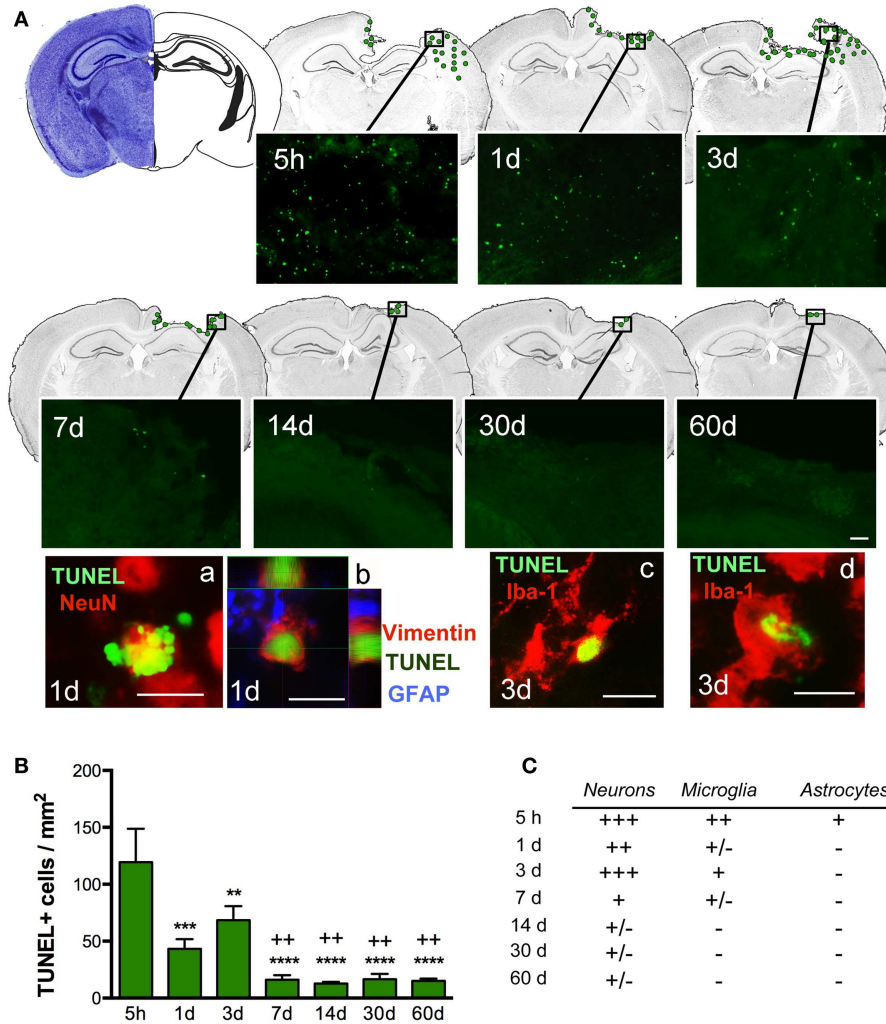 A
5h
1d
3d
7d
14d
30d
60d
TUNEL
NeuN
a
1d
b
1d
Vimentin
TUNEL
GFAP
TUNEL
Iba-1
c
3d
TUNEL
Iba-1
d
3d
B
TUNEL+ cells / mm²
200
150
100
50
0
***
**
++ ++ ++ ++
**** **** **** ****
5h 1d 3d 7d 14d 30d 60d
C
Neurons Microglia Astrocytes
5 h +++ ++ +
1 d ++ +/- -
3 d +++ + -
7 d + +/- -
14 d +/- - -
30 d +/- - -
60 d +/- - -